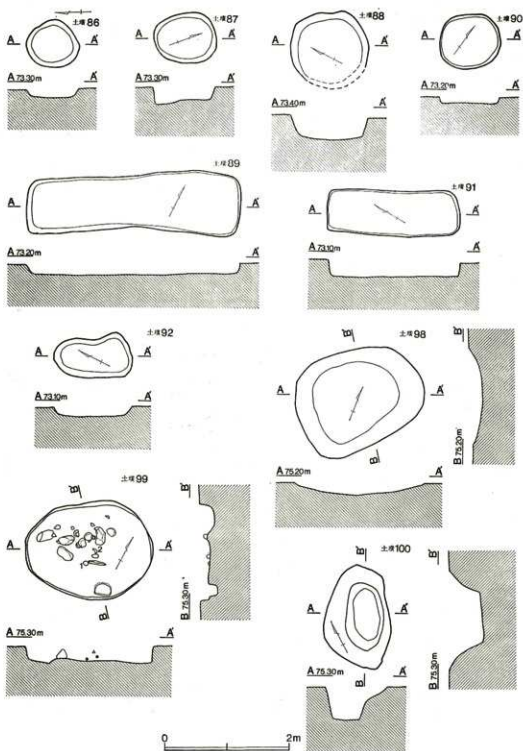 土壙86
A A'
A 73.30m A'
土壙87
A A'
A 73.30m A'
土壙88
A A'
A 73.40m A'
土壙90
A A'
A 73.20m A'
土壙89
A A'
A 73.20m A'
土壙91
A A'
A 73.10m A'
土壙92
A A'
A 73.10m A'
土壙98
B'
A A'
B
A 75.20m A'
B'
B 75.20m
土壙99
B'
A A'
B
A 75.30m A'
B'
B 75.30m
土壙100
B'
A A'
B
A 75.30m A'
B'
B 75.30m
0 2m